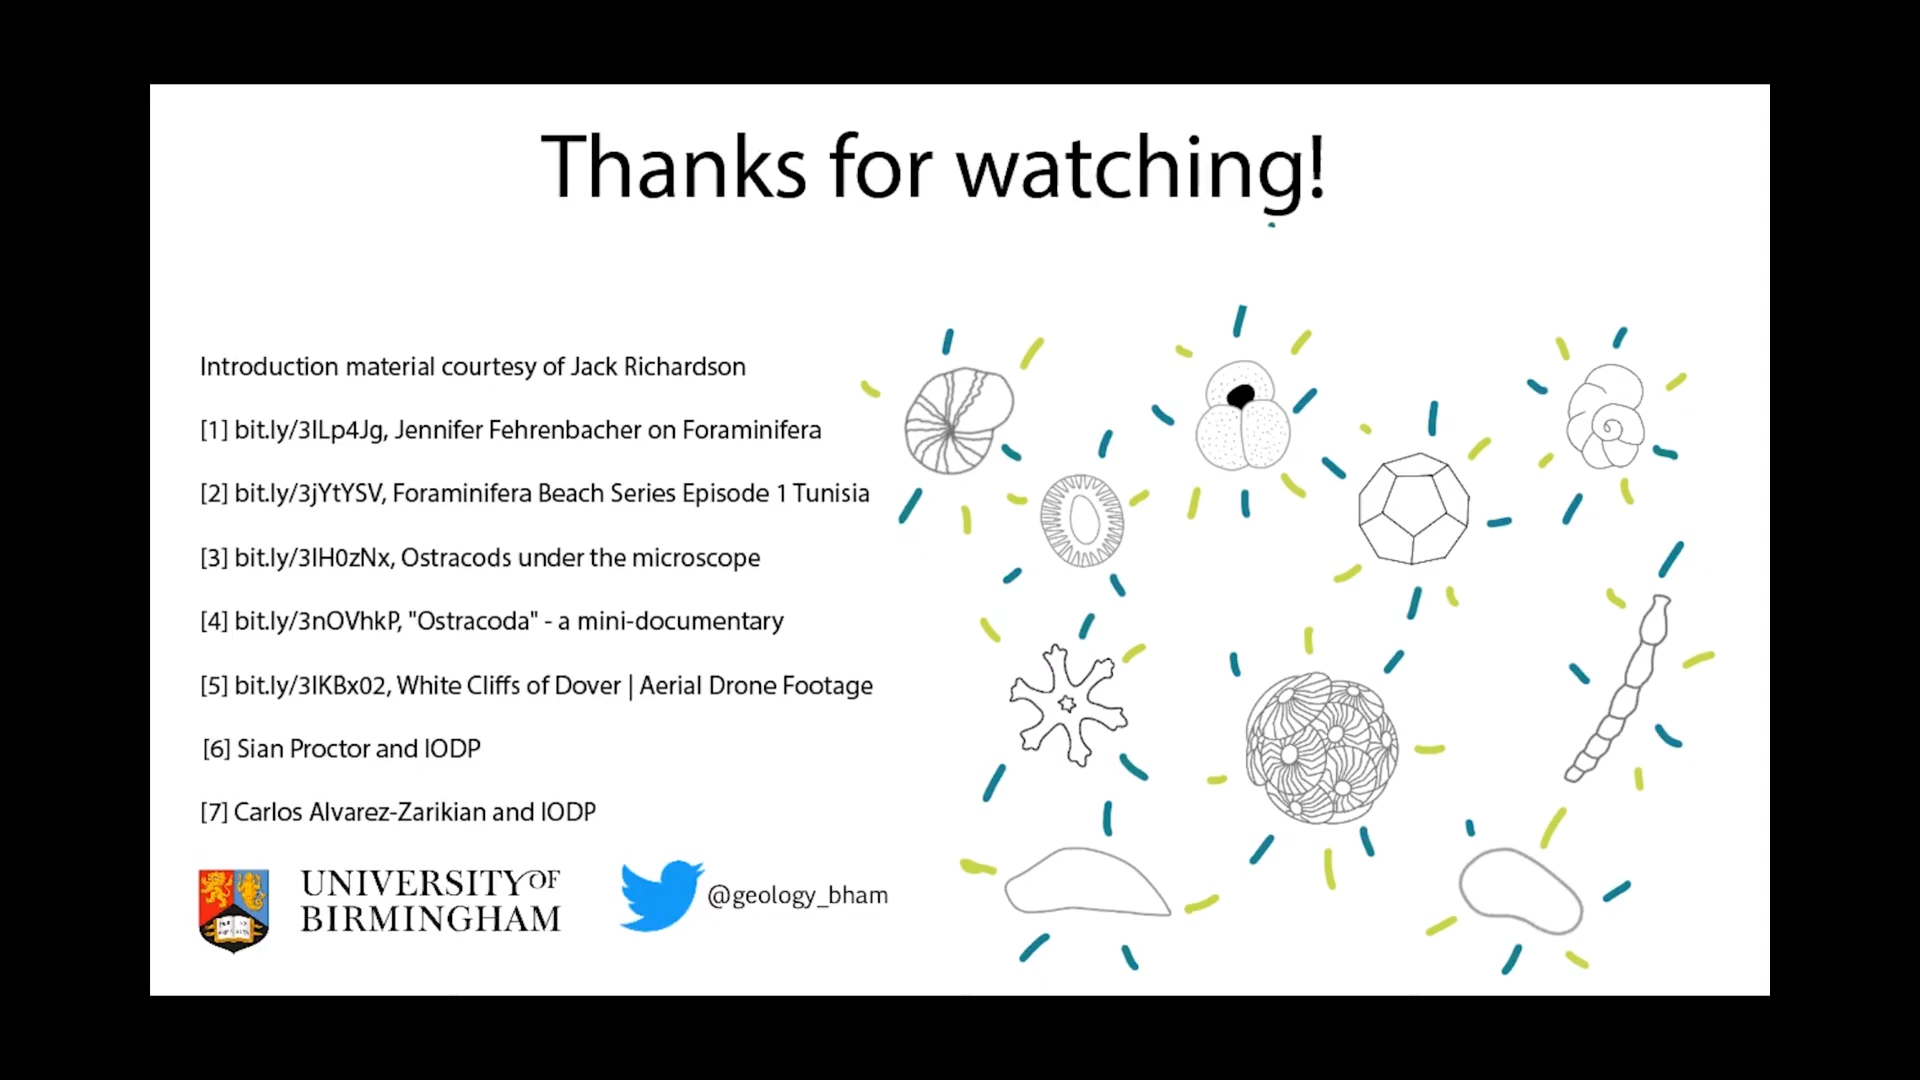 Thanks for watching!
Introduction material courtesy of Jack Richardson
[1] bit.ly/3lLp4Jg, Jennifer Fehrenbacher on Foraminifera
[2] bit.ly/3jYtYSV, Foraminifera Beach Series Episode 1 Tunisia
[3] bit.ly/3lH0zNx, Ostracods under the microscope
[4] bit.ly/3nOVhkP, "Ostracoda" - a mini-documentary
[5] bit.ly/3lKBx02, White Cliffs of Dover | Aerial Drone Footage
[6] Sian Proctor and IODP
[7] Carlos Alvarez-Zarikian and IODP
UNIVERSITY OF
BIRMINGHAM
@geology_bham